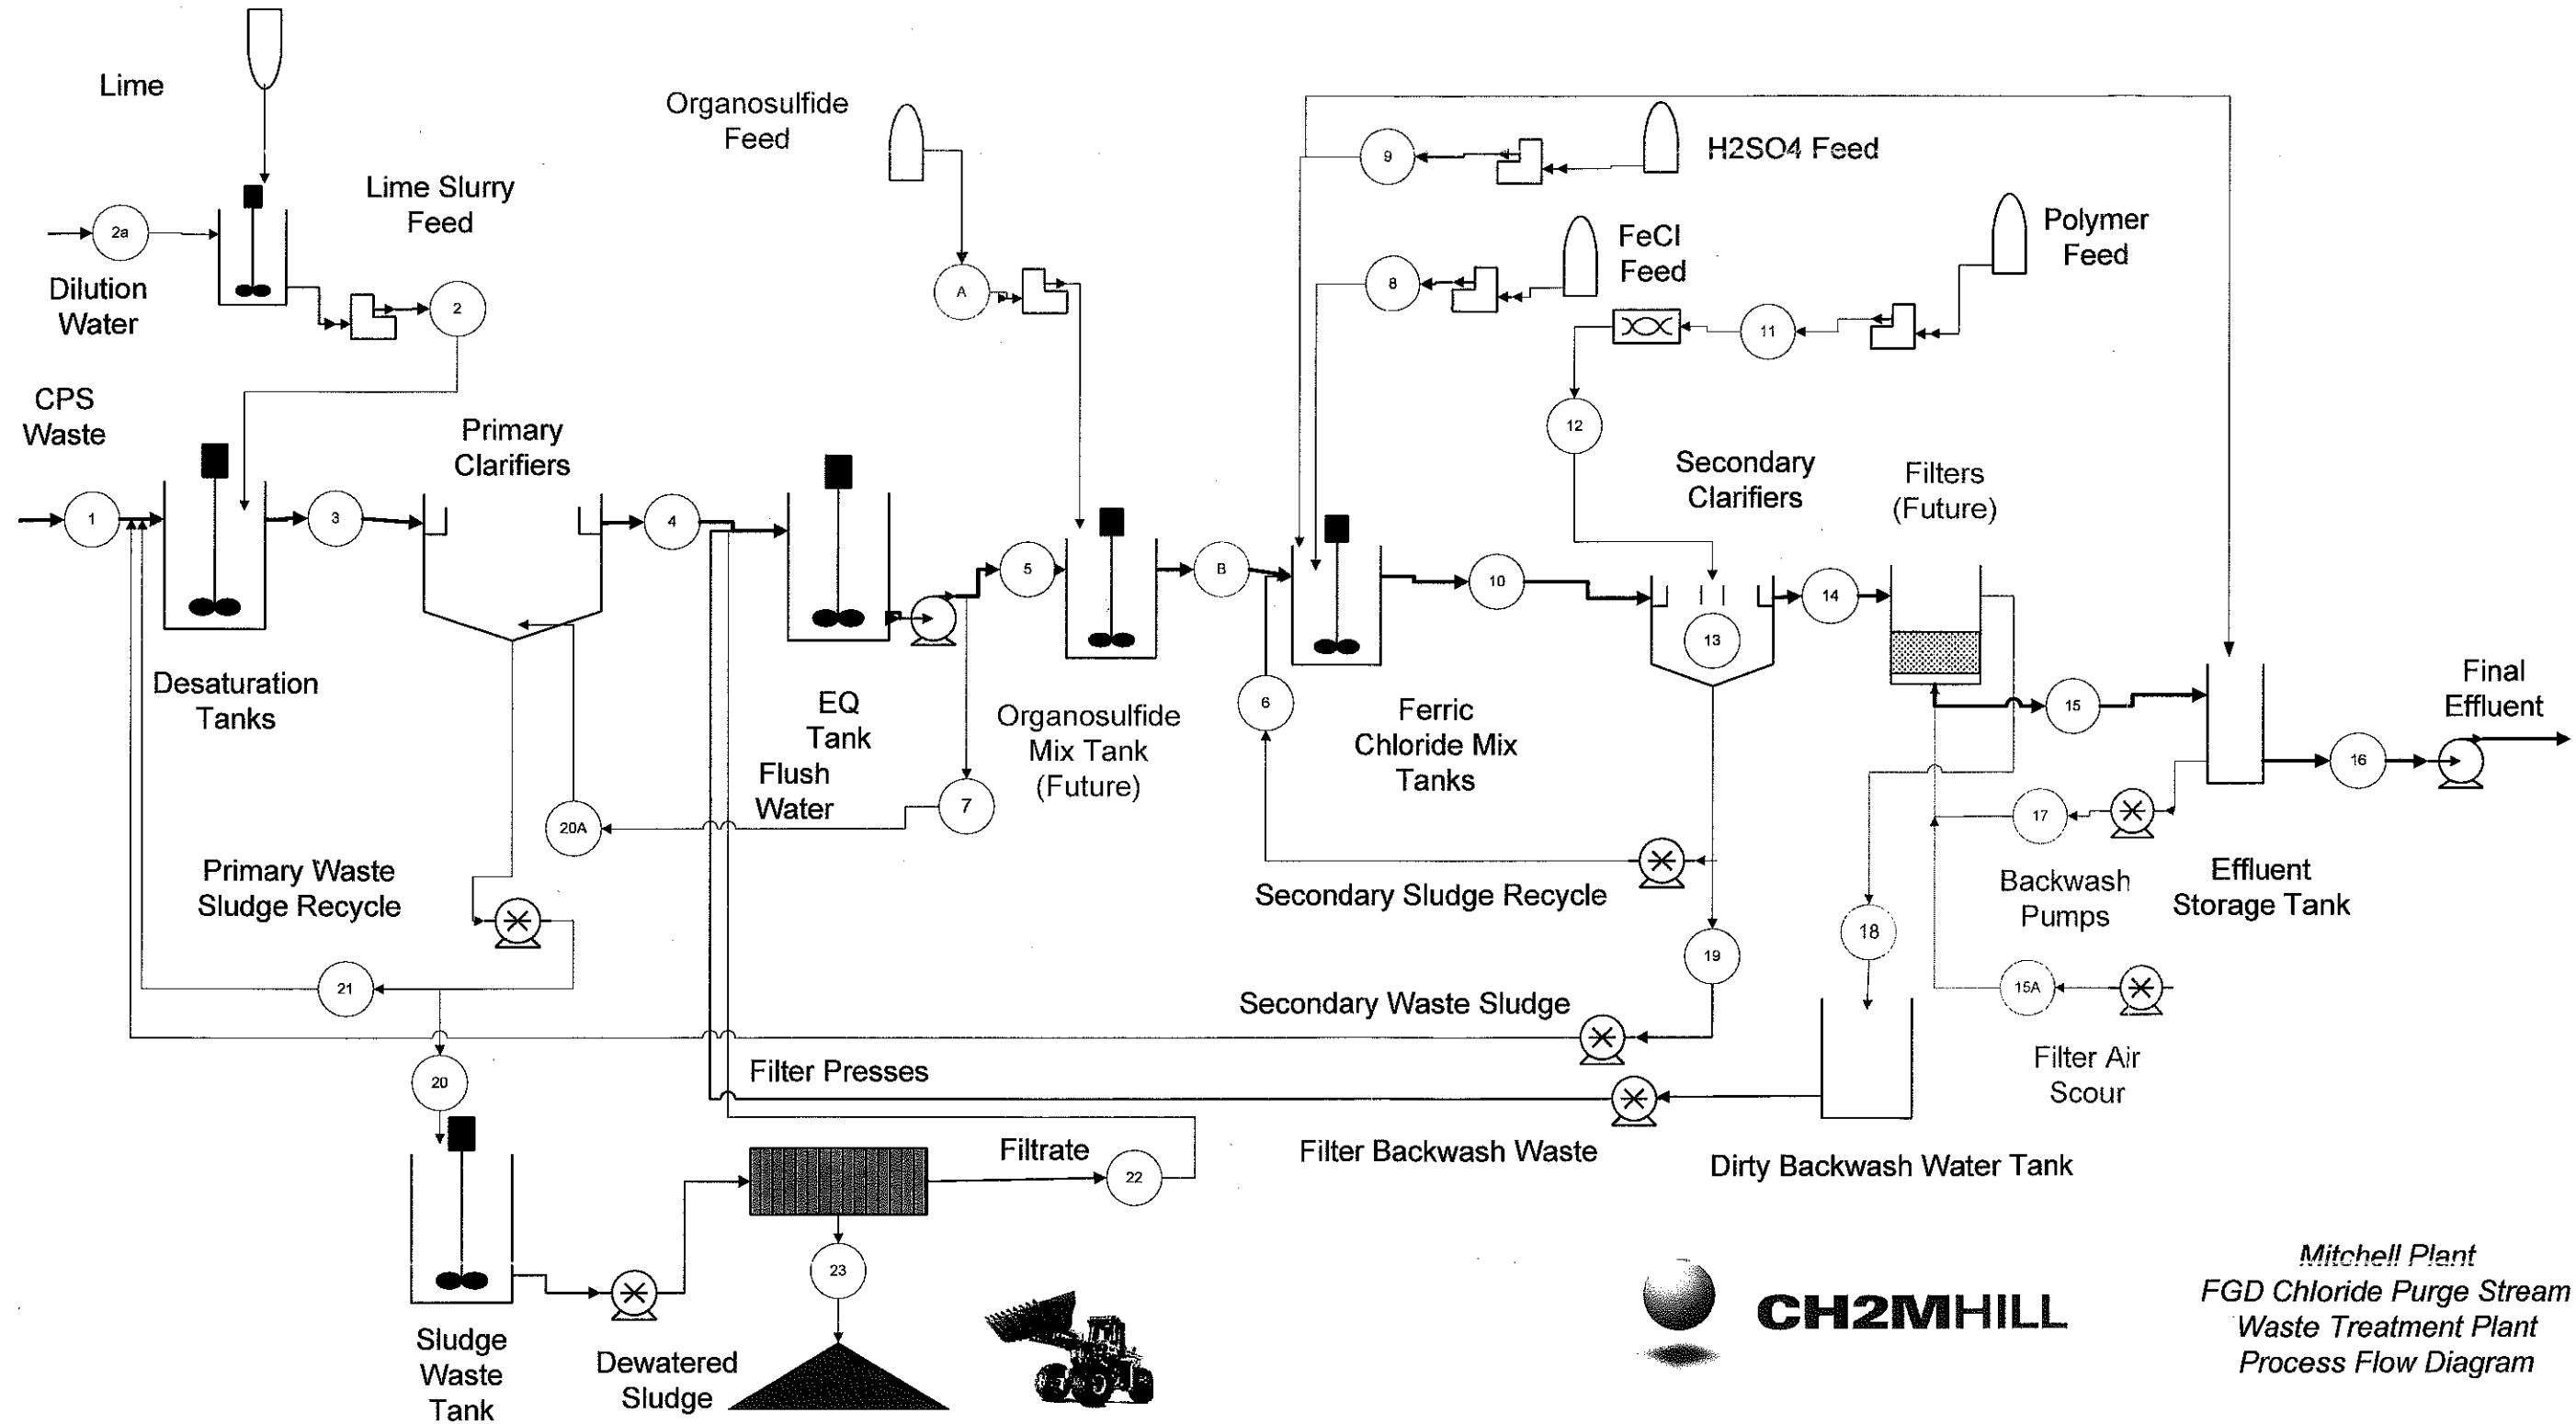 Lime
Organosulfide
Feed
9
H2SO4 Feed
Lime Slurry
Feed
2a
Dilution
Water
2
A
8
FeCl
Feed
Polymer
Feed
11
12
CPS
Waste
Primary
Clarifiers
Secondary
Clarifiers
Filters
(Future)
1
3
4
5
B
10
13
14
Desaturation
Tanks
EQ
Tank
Organosulfide
Mix Tank
(Future)
6
Ferric
Chloride Mix
Tanks
15
Final
Effluent
16
Flush
Water
7
20A
17
Primary Waste
Sludge Recycle
Secondary Sludge Recycle
Backwash
Pumps
Effluent
Storage Tank
18
19
21
15A
Secondary Waste Sludge
Filter Air
Scour
20
Filter Presses
Filtrate
22
Filter Backwash Waste
Dirty Backwash Water Tank
23
Sludge
Waste
Tank
Dewatered
Sludge
CH2MHILL
Mitchell Plant
FGD Chloride Purge Stream
Waste Treatment Plant
Process Flow Diagram